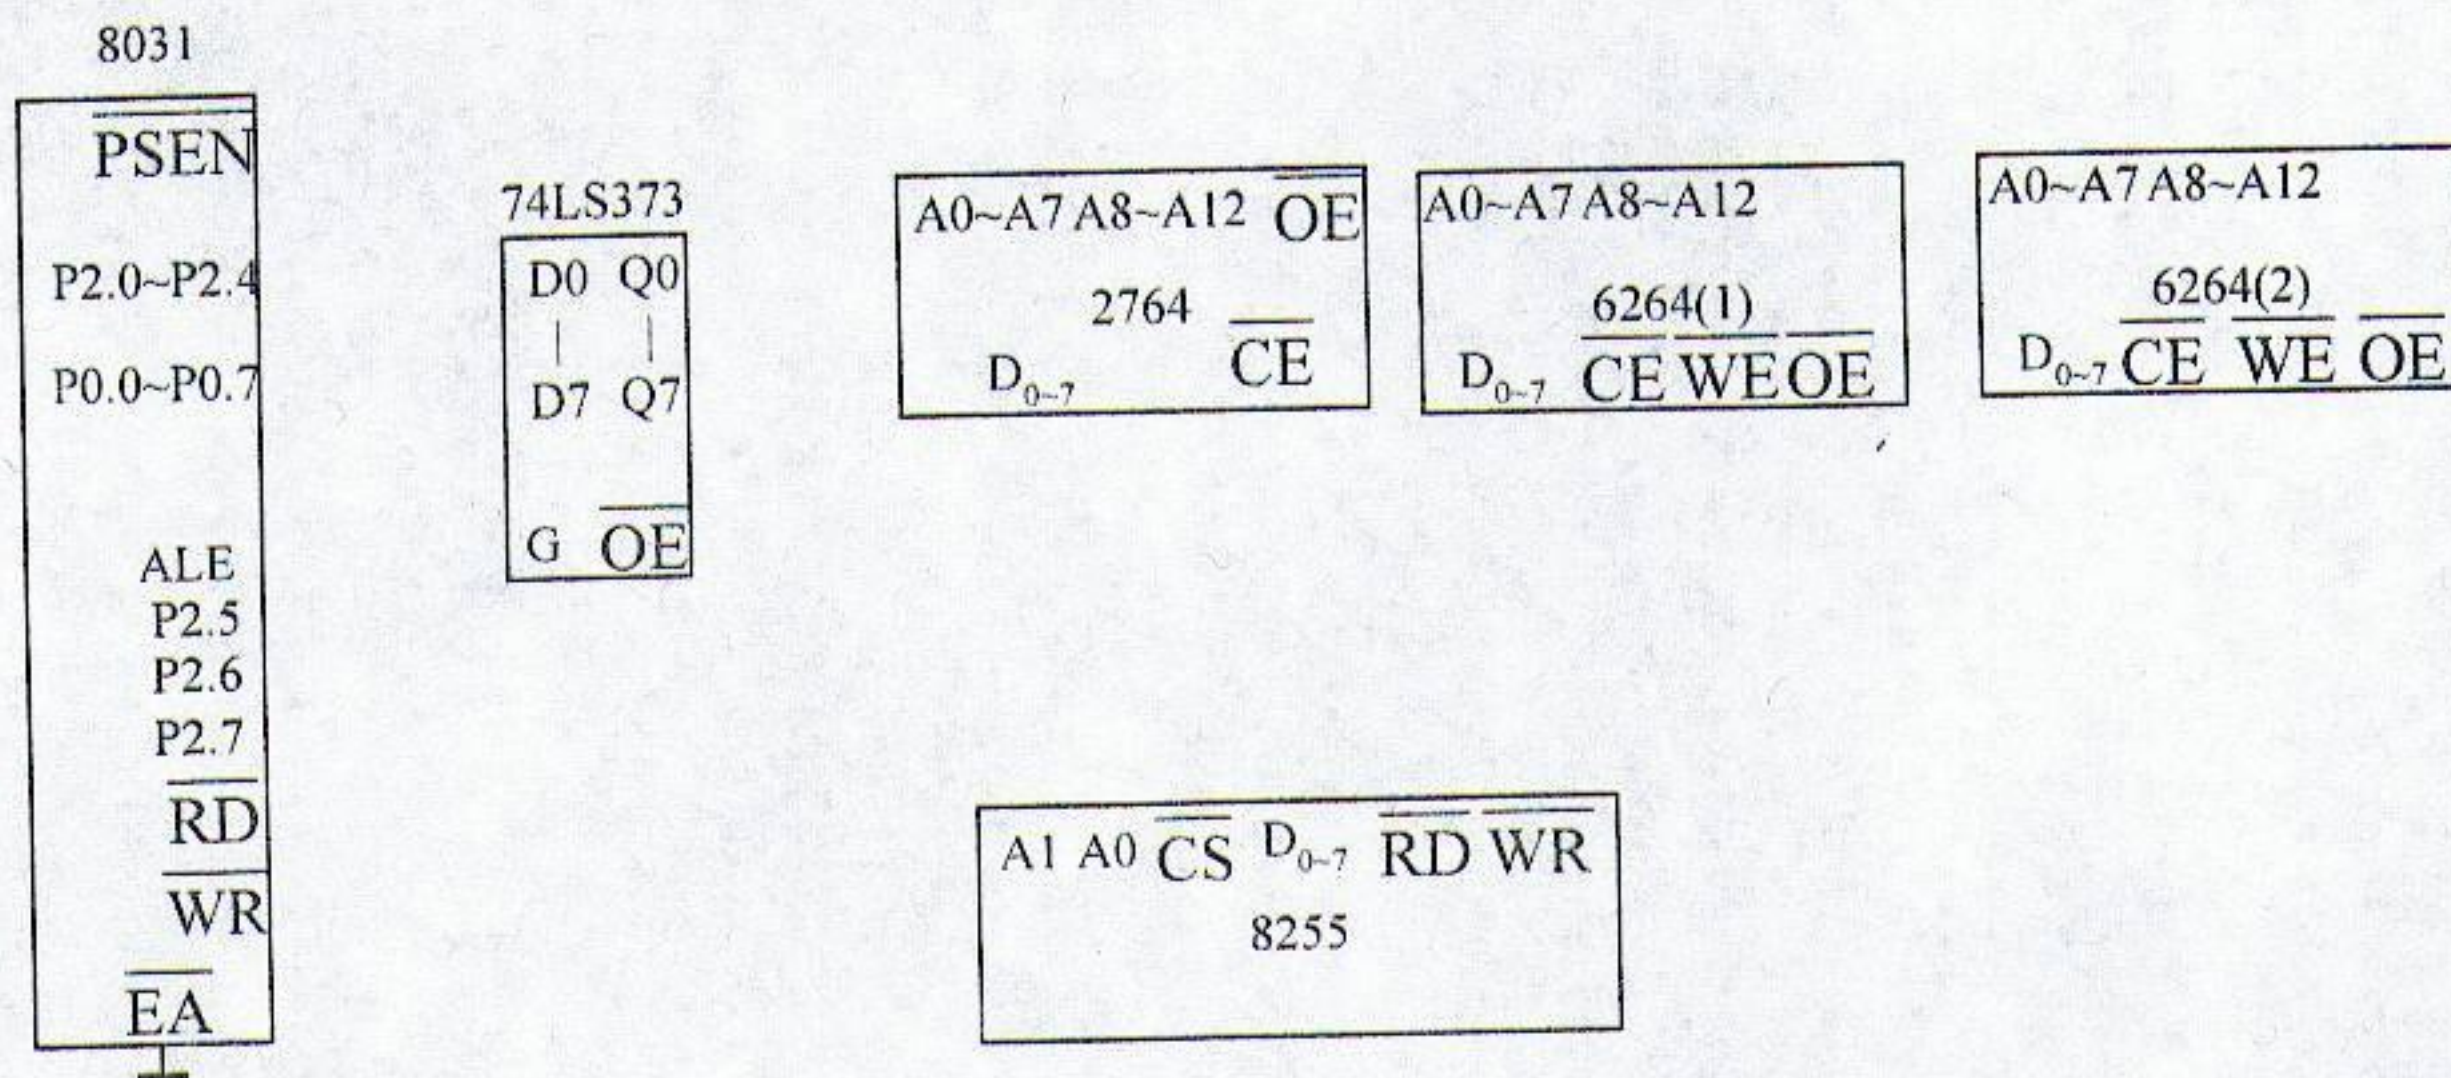 8031
PSEN
P2.0~P2.4
P0.0~P0.7
ALE
P2.5
P2.6
P2.7
RD
WR
EA
74LS373
D0 Q0
D7 Q7
G OE
A0~A7 A8~A12 OE
2764
D0~7 CE
A0~A7 A8~A12
6264(1)
D0~7 CE WE OE
A0~A7 A8~A12
6264(2)
D0~7 CE WE OE
A1 A0 CS D0~7 RD WR
8255